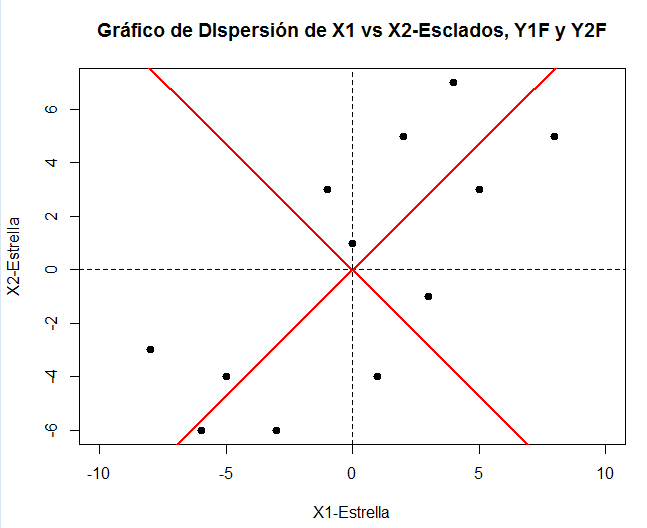 Gráfico de DIspersión de X1 vs X2-Esclados, Y1F y Y2F
6
4
2
0
-2
-4
-6
X2-Estrella
-10 -5 0 5 10
X1-Estrella